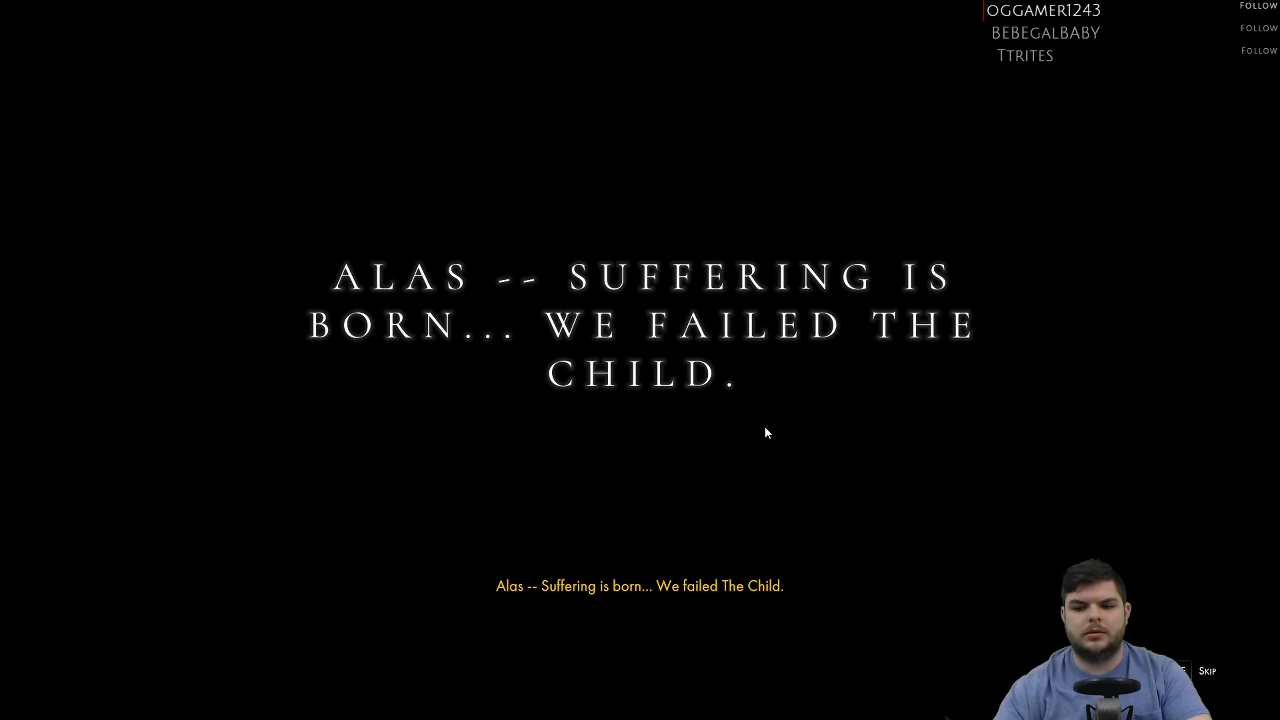 OGGAMER1243 FOLLOW
BEBEGALBABY FOLLOW
TTRITES FOLLOW
ALAS -- SUFFERING IS
BORN... WE FAILED THE
CHILD.
Alas -- Suffering is born... We failed The Child.
SKIP